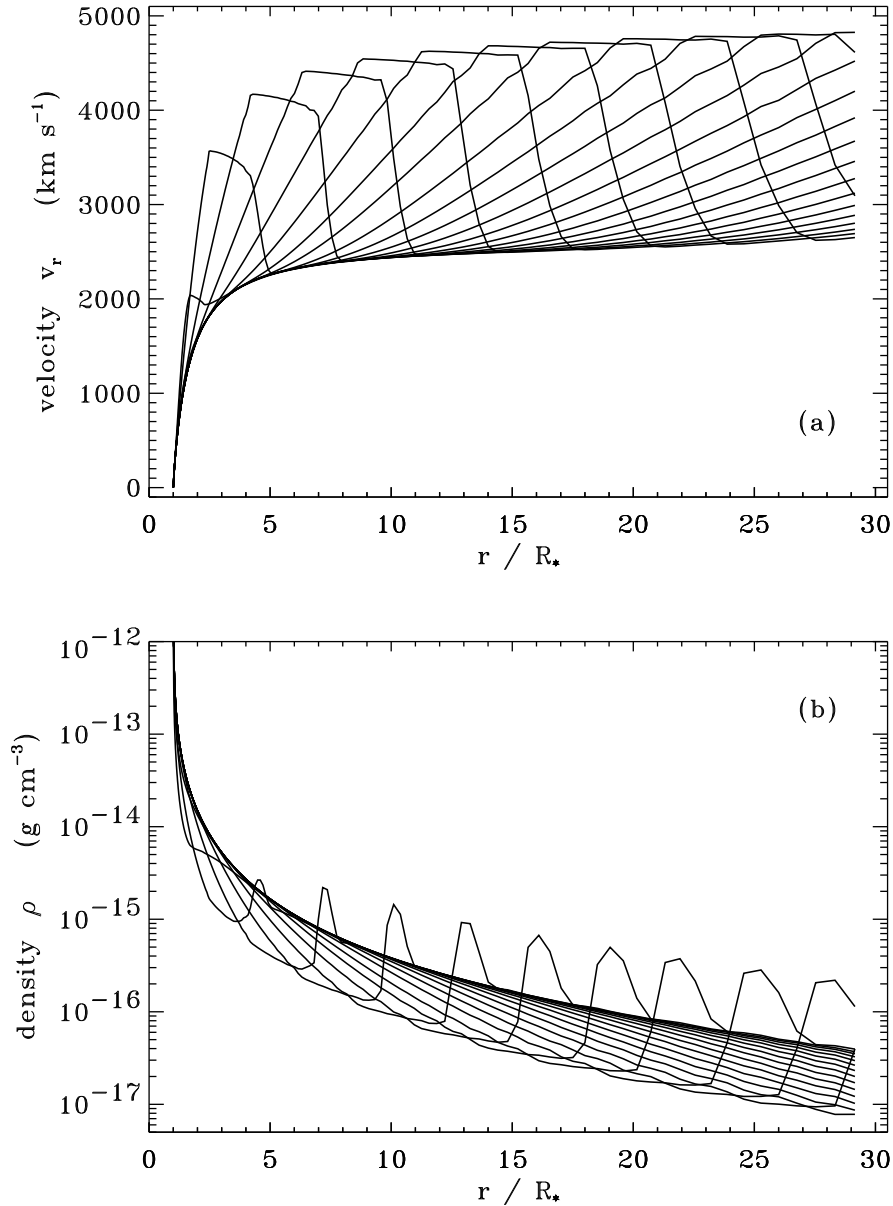 5000
4000
3000
2000
1000
0
velocity v_r (km s⁻¹)
(a)
0 5 10 15 20 25 30
r / R_*
10⁻¹²
10⁻¹³
10⁻¹⁴
10⁻¹⁵
10⁻¹⁶
10⁻¹⁷
density ρ (g cm⁻³)
(b)
0 5 10 15 20 25 30
r / R_*